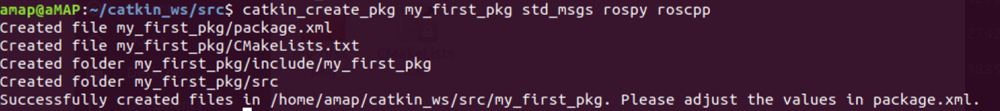 amap@aMAP:~/catkin_ws/src$ catkin_create_pkg my_first_pkg std_msgs rospy roscpp
Created file my_first_pkg/package.xml
Created file my_first_pkg/CMakeLists.txt
Created folder my_first_pkg/include/my_first_pkg
Created folder my_first_pkg/src
Successfully created files in /home/amap/catkin_ws/src/my_first_pkg. Please adjust the values in package.xml.